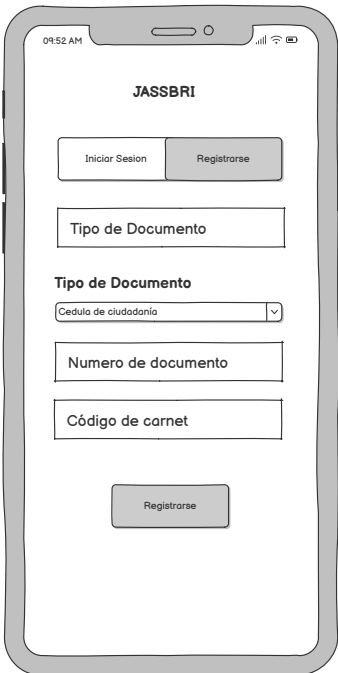 09:52 AM
JASSBRI
Iniciar Sesion Registrarse
Tipo de Documento
Tipo de Documento
Cedula de ciudadanía
Numero de documento
Código de carnet
Registrarse